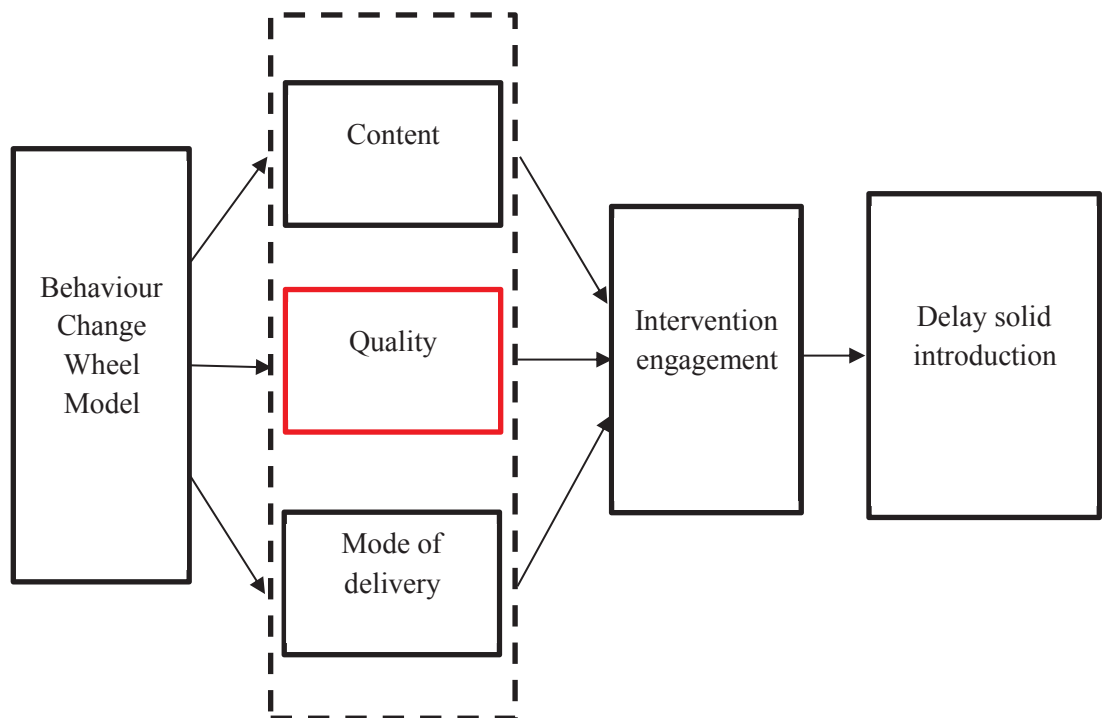 Behaviour
Change
Wheel
Model
Content
Quality
Mode of
delivery
Intervention
engagement
Delay solid
introduction